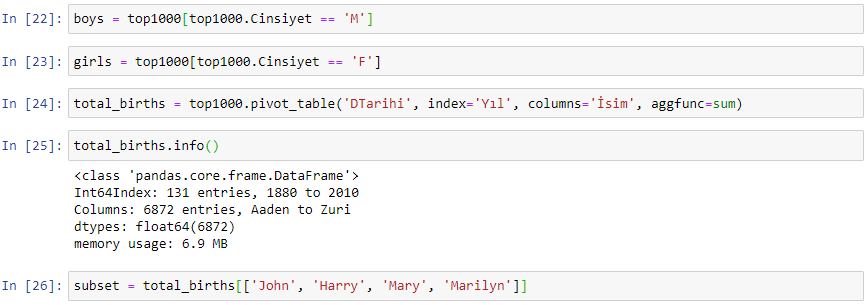 In [22]: boys = top1000[top1000.Cinsiyet == 'M']
In [23]: girls = top1000[top1000.Cinsiyet == 'F']
In [24]: total_births = top1000.pivot_table('DTarihi', index='Yıl', columns='İsim', aggfunc=sum)
In [25]: total_births.info()
<class 'pandas.core.frame.DataFrame'>
Int64Index: 131 entries, 1880 to 2010
Columns: 6872 entries, Aaden to Zuri
dtypes: float64(6872)
memory usage: 6.9 MB
In [26]: subset = total_births[['John', 'Harry', 'Mary', 'Marilyn']]